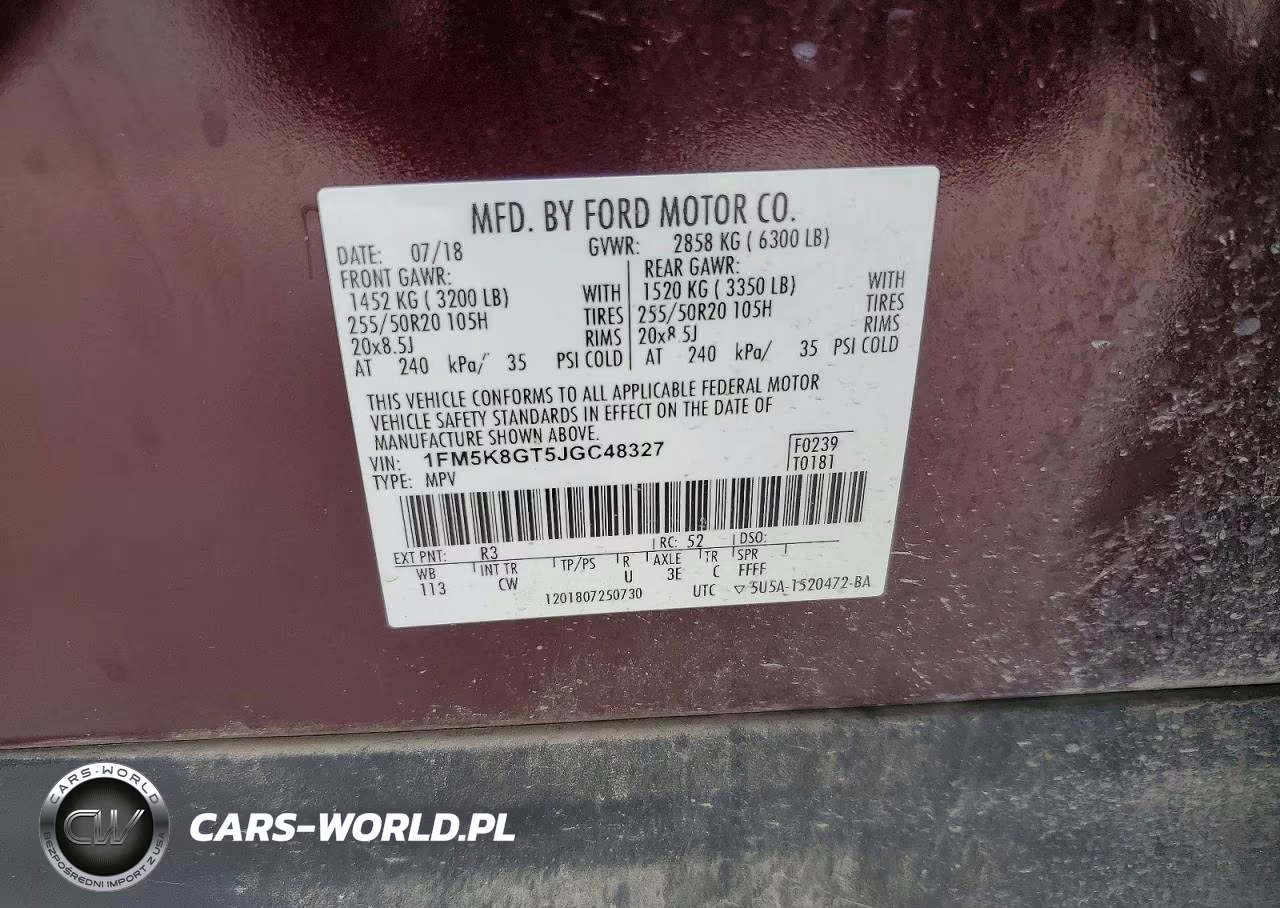 MFD. BY FORD MOTOR CO.
DATE: 07/18 GVWR: 2858 KG ( 6300 LB)
FRONT GAWR: REAR GAWR:
1452 KG ( 3200 LB) WITH 1520 KG ( 3350 LB) WITH
255/50R20 105H TIRES 255/50R20 105H TIRES
20x8.5J RIMS 20x8.5J RIMS
AT 240 kPa/ 35 PSI COLD AT 240 kPa/ 35 PSI COLD
THIS VEHICLE CONFORMS TO ALL APPLICABLE FEDERAL MOTOR
VEHICLE SAFETY STANDARDS IN EFFECT ON THE DATE OF
MANUFACTURE SHOWN ABOVE.
VIN: 1FM5K8GT5JGC48327 F0239
TYPE: MPV T0181
EXT PNT: R3 RC: 52 DSO:
WB INT TR TP/PS R AXLE TR SPR
113 CW U 3E C FFFF
1201807250730 UTC ▽ 5U5A-1520472-BA
CARS-WORLD
CW
BEZPOŚREDNI IMPORT Z USA
CARS-WORLD.PL